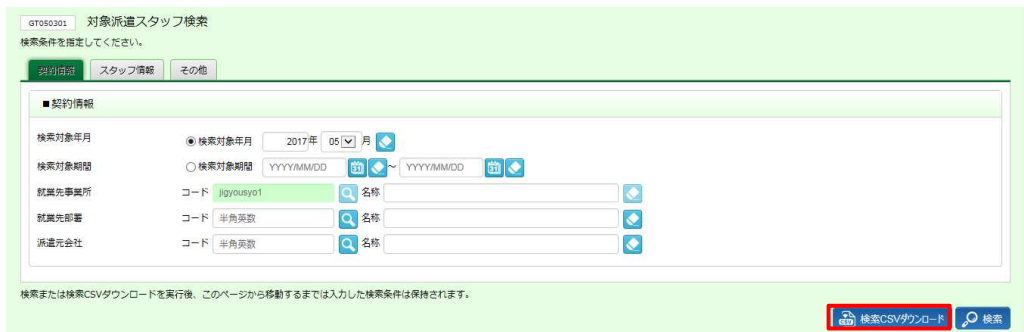 GT050301 対象派遣スタッフ検索
検索条件を指定してください。
契約情報 スタッフ情報 その他
■契約情報
検索対象年月 検索対象年月 2017年 05 月
検索対象期間 検索対象期間 YYYY/MM/DD 31 ~ YYYY/MM/DD 31
就業先事業所 コード jigyousyo1 名称
就業先部署 コード 半角英数 名称
派遣元会社 コード 半角英数 名称
検索または検索CSVダウンロードを実行後、このページから移動するまでは入力した検索条件は保持されます。
CSV 検索CSVダウンロード 検索